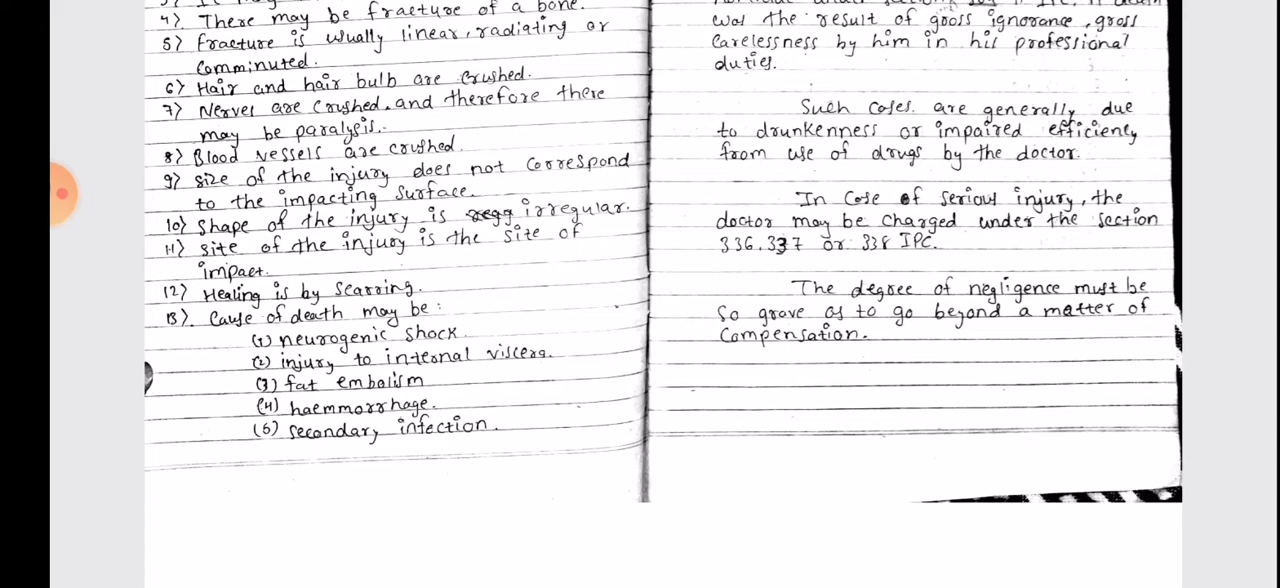 4) There may be fracture of a bone.
5) Fracture is usually linear, radiating or
comminuted.
6) Hair and hair bulb are crushed.
7) Nerves are crushed, and therefore there
may be paralysis.
8) Blood vessels are crushed.
9) size of the injury does not correspond
to the impacting surface.
10) shape of the injury is irregular.
11) site of the injury is the site of
impact.
12) Healing is by scarring.
13). Cause of death may be:
(1) neurogenic shock.
(2) injury to internal viscera.
(3) fat embolism
(4) haemmorrhage.
(5) secondary infection.
was the result of gross ignorance, gross
carelessness by him in his professional
duties.
Such cases. are generally due
to drunkenness or impaired efficiency
from use of drugs by the doctor.
In case of serious injury, the
doctor may be charged under the section
336, 337 or 338 IPC.
The degree of negligence must be
so grave as to go beyond a matter of
compensation.